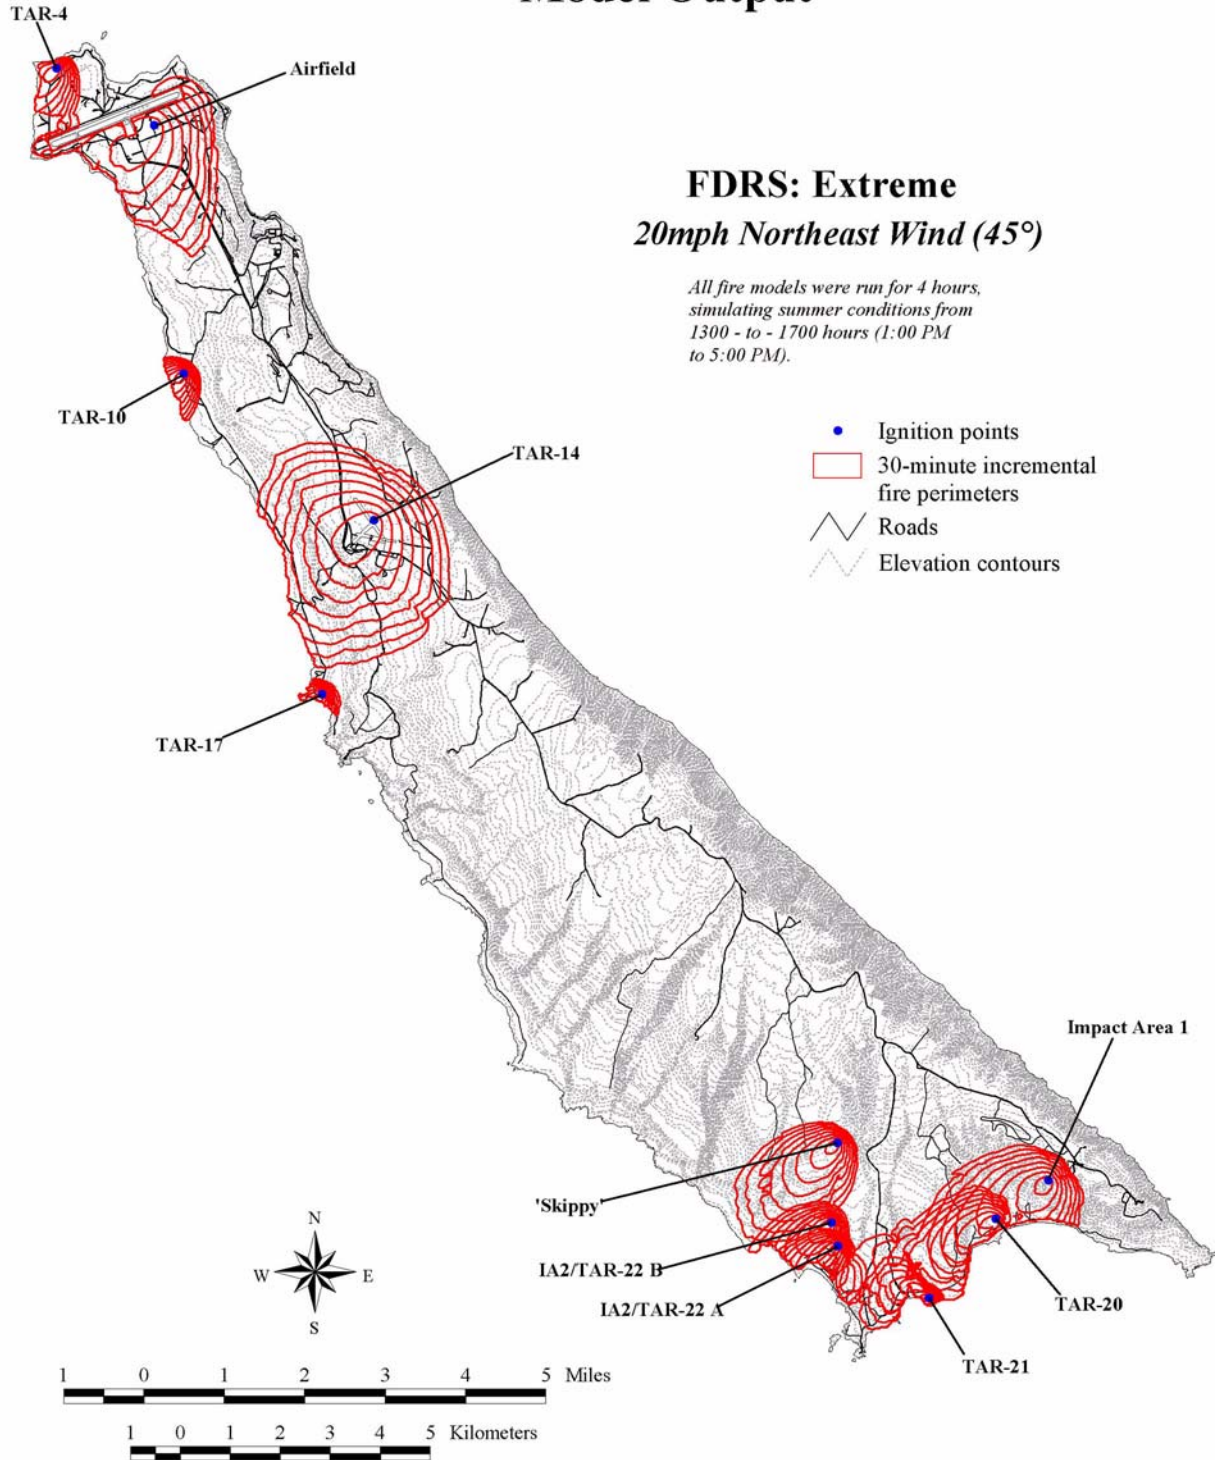 Model Output
TAR-4
Airfield
FDRS: Extreme
20mph Northeast Wind (45°)
All fire models were run for 4 hours,
simulating summer conditions from
1300 - to - 1700 hours (1:00 PM
to 5:00 PM).
TAR-10
TAR-14
Ignition points
30-minute incremental
fire perimeters
Roads
Elevation contours
TAR-17
Impact Area 1
'Skippy'
IA2/TAR-22 B
IA2/TAR-22 A
TAR-20
TAR-21
N
W E
S
1 0 1 2 3 4 5 Miles
1 0 1 2 3 4 5 Kilometers